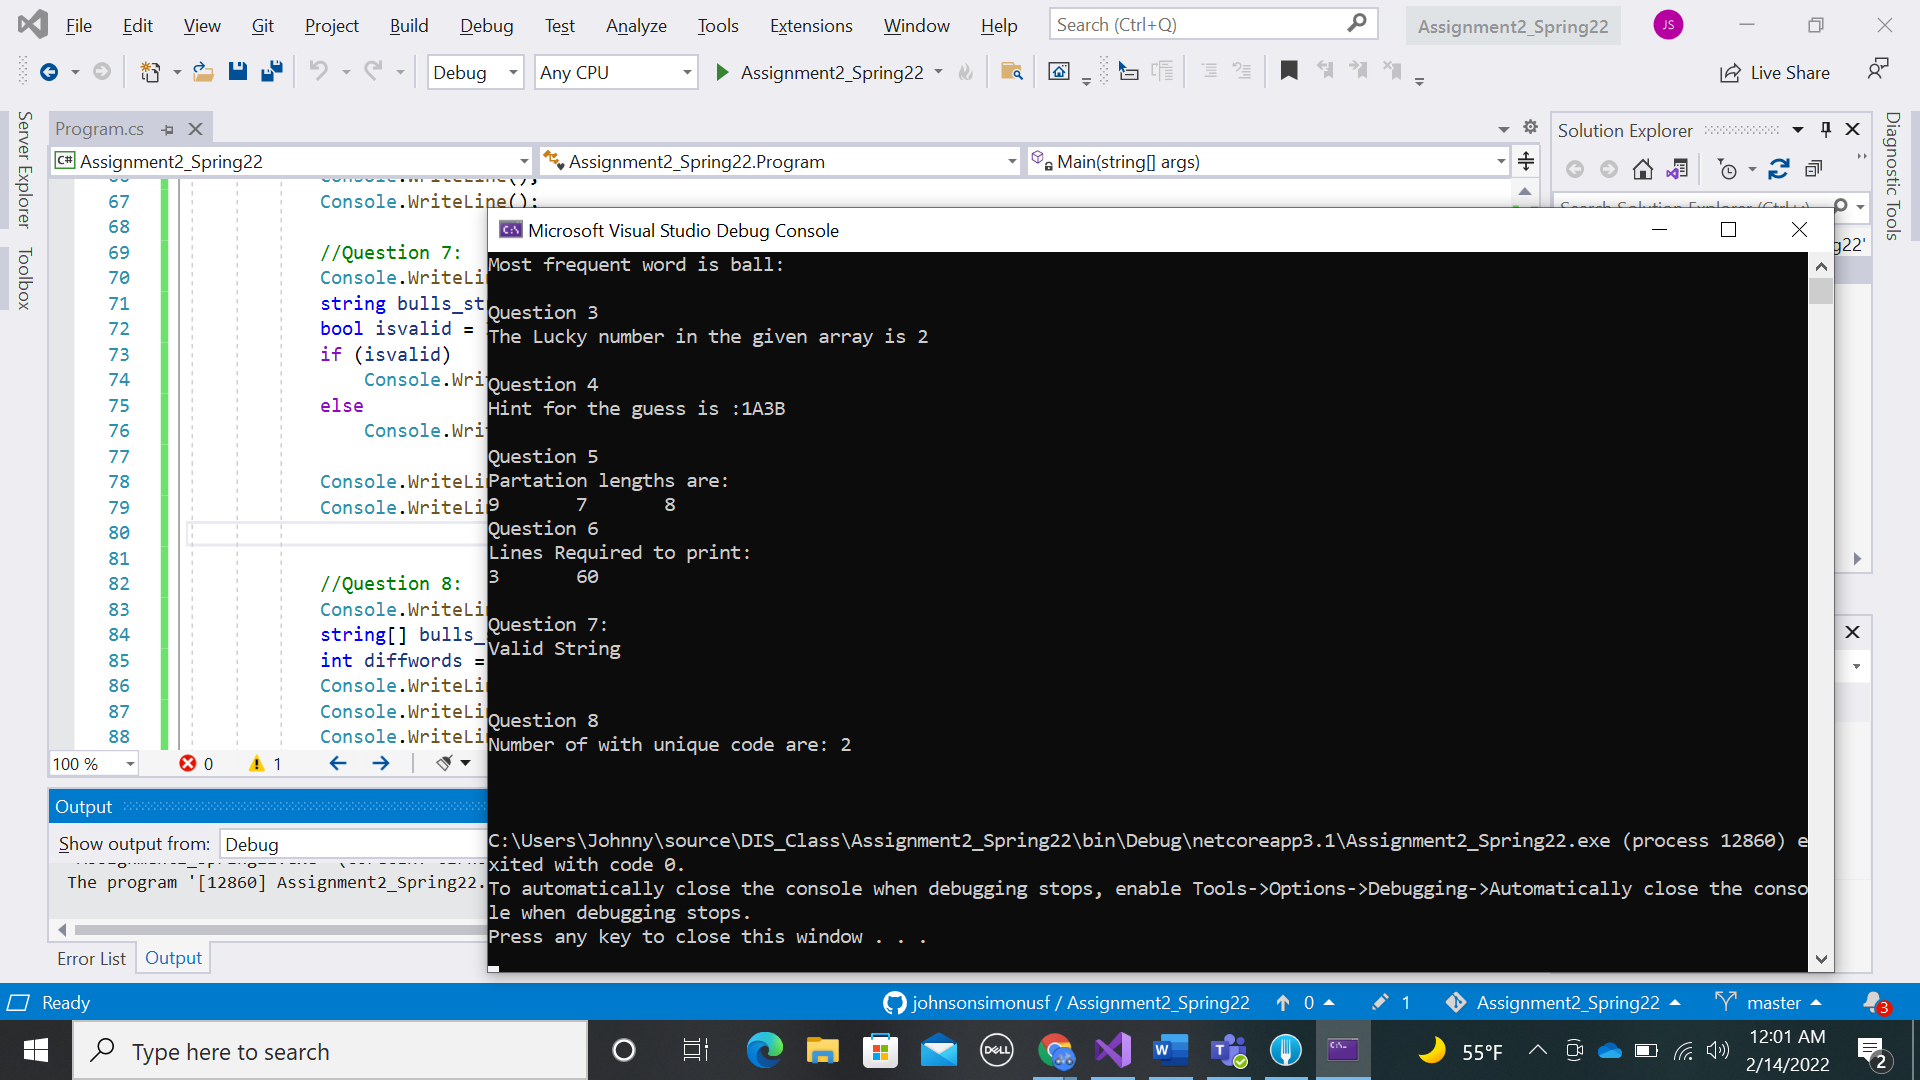 File Edit View Git Project Build Debug Test Analyze Tools Extensions Window Help Search (Ctrl+Q) Assignment2_Spring22 JS
Debug Any CPU Assignment2_Spring22 Live Share
Server Explorer
Toolbox
Program.cs
Assignment2_Spring22 Assignment2_Spring22.Program Main(string[] args)
Solution Explorer
Diagnostic Tools
67 Console.WriteLine();
68
69 //Question 7:
70 Console.WriteLi
71 string bulls_st
72 bool isvalid =
73 if (isvalid)
74 Console.Wri
75 else
76 Console.Wri
77
78 Console.WriteLi
79 Console.WriteLi
80
81
82 //Question 8:
83 Console.WriteLi
84 string[] bulls_
85 int diffwords =
86 Console.WriteLi
87 Console.WriteLi
88 Console.WriteLi
100 % 0 1
Output
Show output from: Debug
The program '[12860] Assignment2_Spring22.
Error List Output
Microsoft Visual Studio Debug Console
Most frequent word is ball:
Question 3
The Lucky number in the given array is 2
Question 4
Hint for the guess is :1A3B
Question 5
Partation lengths are:
9 7 8
Question 6
Lines Required to print:
3 60
Question 7:
Valid String
Question 8
Number of with unique code are: 2
C:\Users\Johnny\source\DIS_Class\Assignment2_Spring22\bin\Debug\netcoreapp3.1\Assignment2_Spring22.exe (process 12860) e
xited with code 0.
To automatically close the console when debugging stops, enable Tools->Options->Debugging->Automatically close the conso
le when debugging stops.
Press any key to close this window . . .
g22'
Ready johnsonsimonusf / Assignment2_Spring22 0 1 Assignment2_Spring22 master 3
Type here to search DELL 55°F 12:01 AM
2/14/2022 2